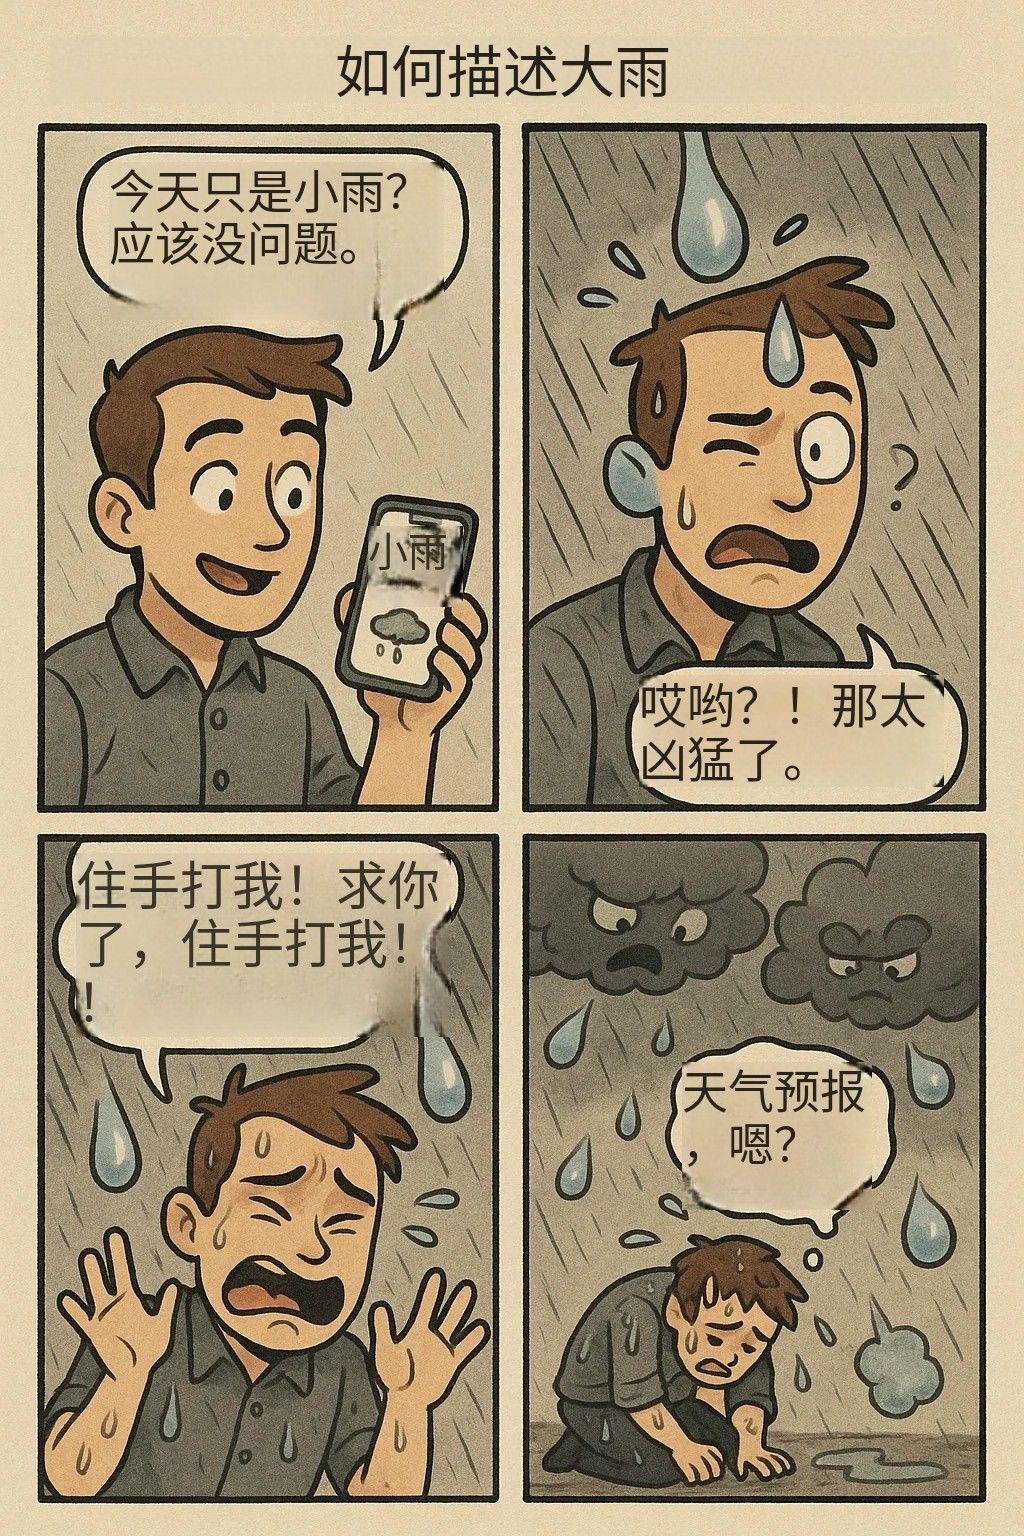 如何描述大雨
今天只是小雨？
应该没问题。
小雨
哎哟？！那太
凶猛了。
住手打我！求你
了，住手打我！
！
天气预报
，嗯？